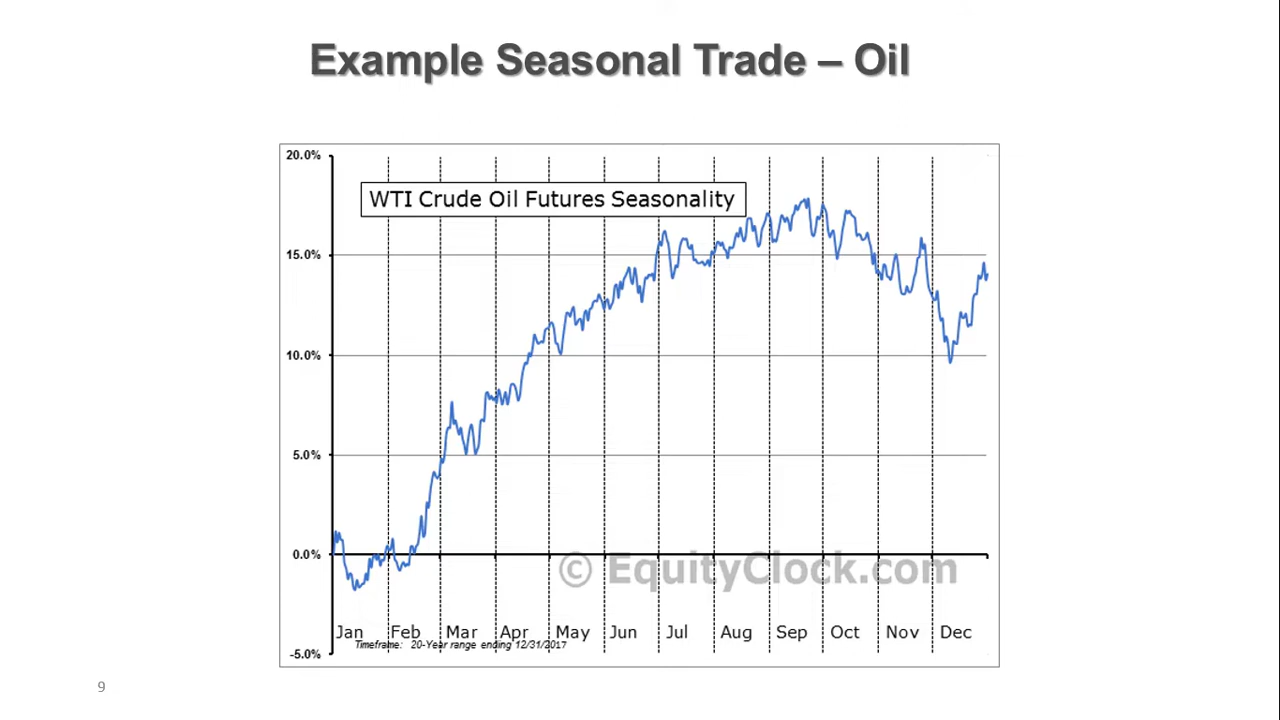 Example Seasonal Trade – Oil
20.0%
WTI Crude Oil Futures Seasonality
15.0%
10.0%
5.0%
0.0%
© EquityClock.com
Jan Feb Mar Apr May Jun Jul Aug Sep Oct Nov Dec
Timeframe: 20-Year range ending 12/31/2017
-5.0%
9